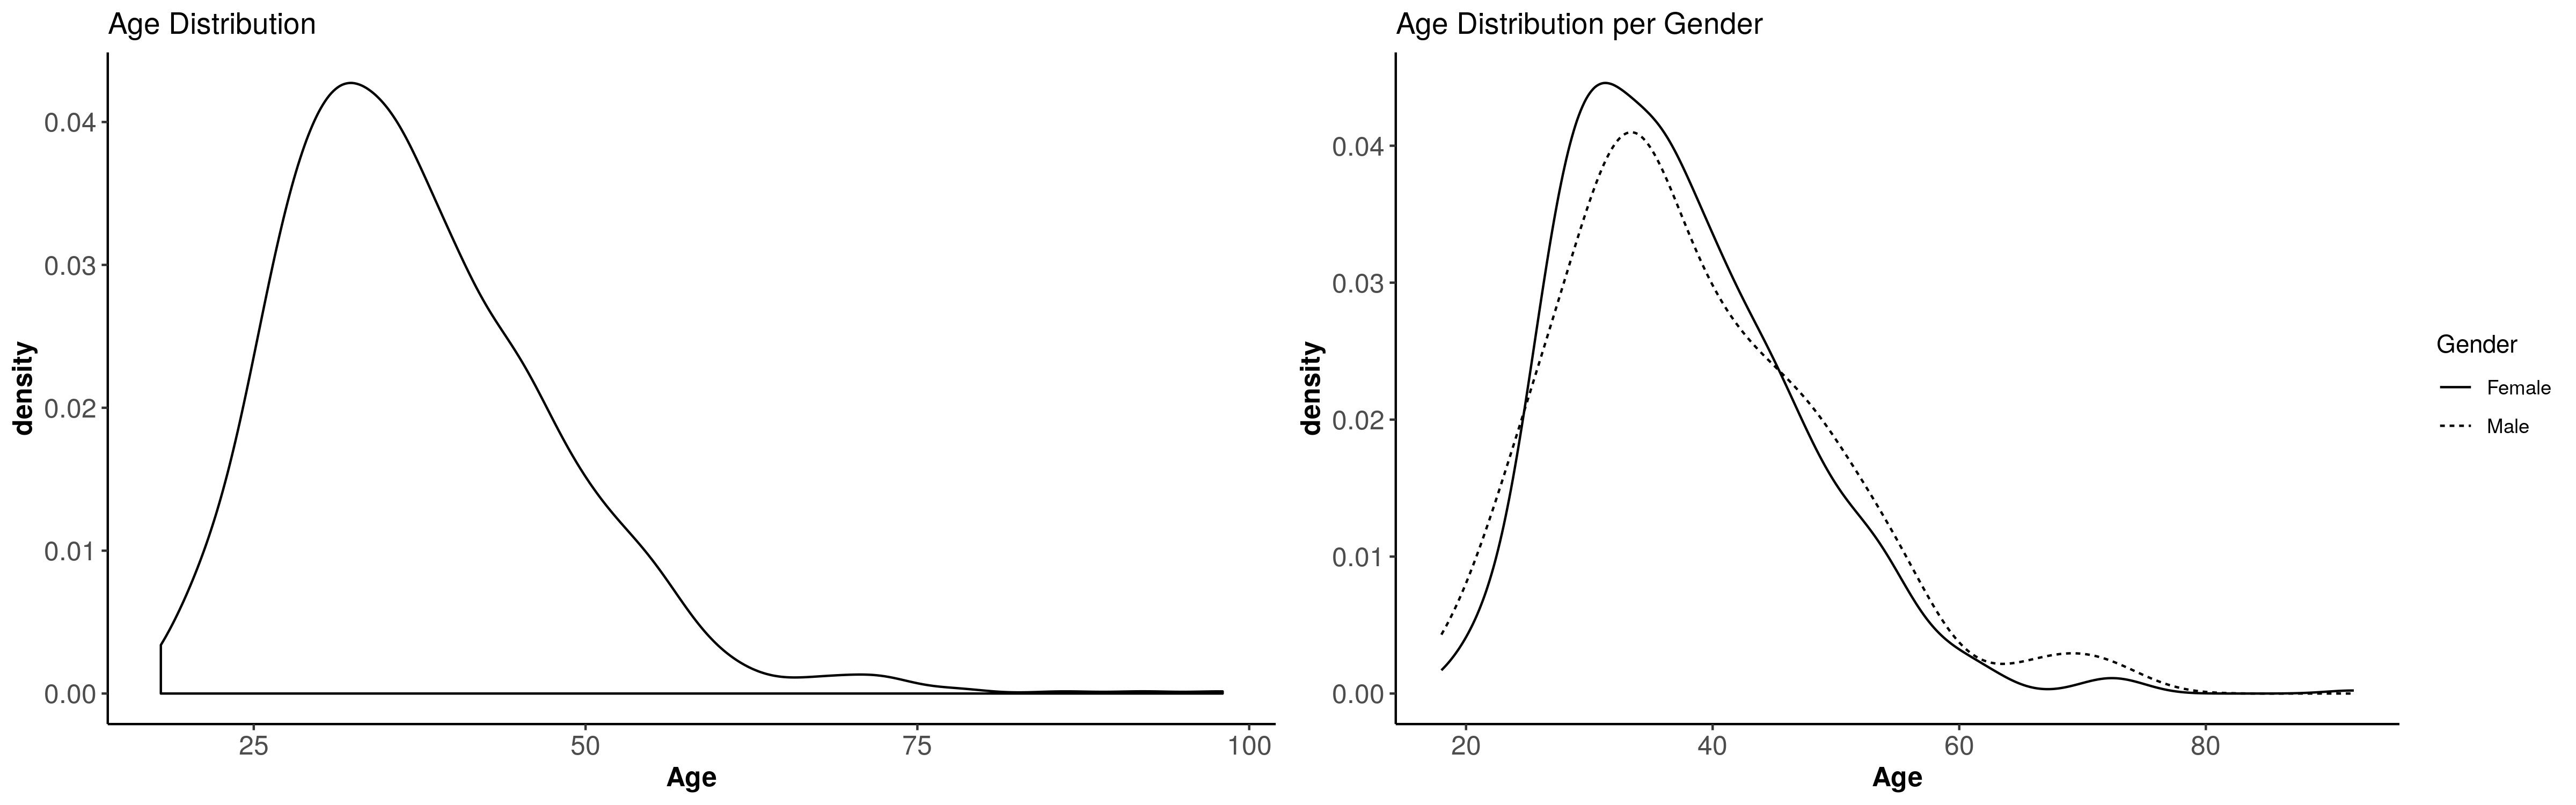 Age Distribution
density
0.04
0.03
0.02
0.01
0.00
25 50 75 100
Age
Age Distribution per Gender
density
0.04
0.03
0.02
0.01
0.00
20 40 60 80
Age
Gender
Female
Male